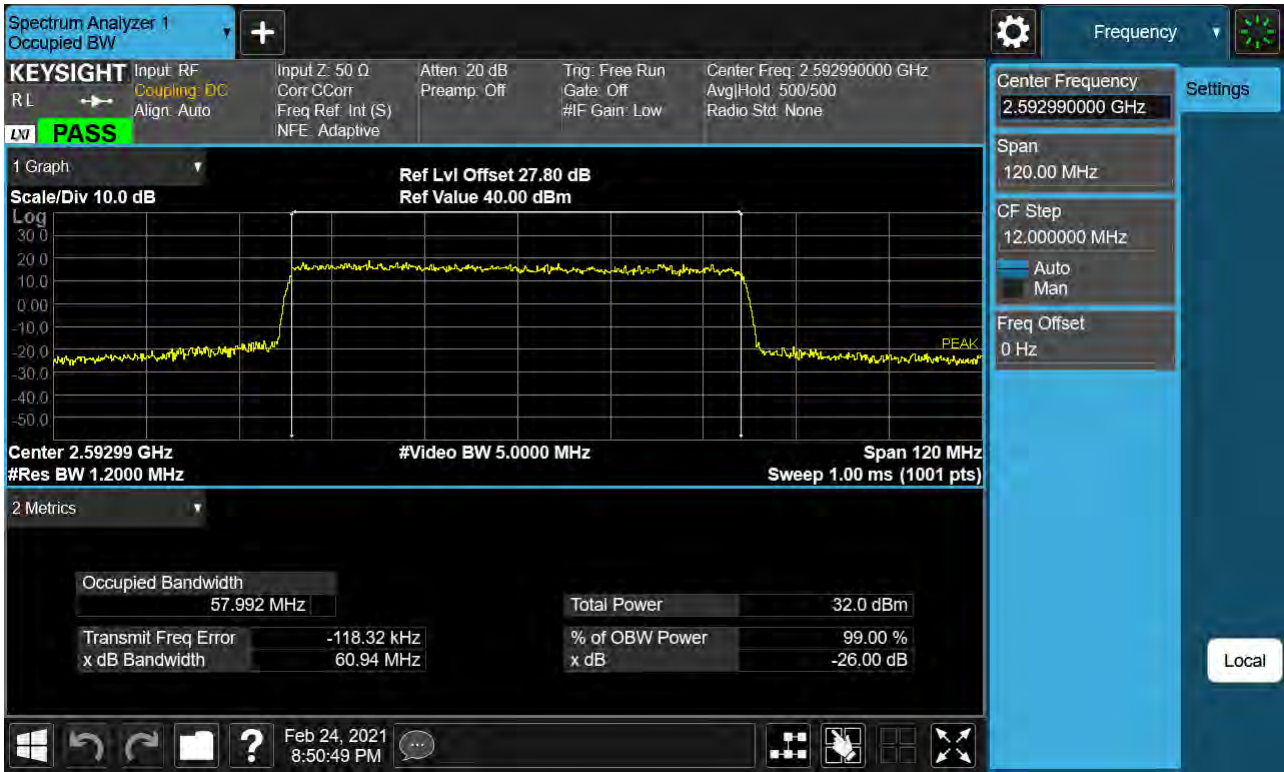 Spectrum Analyzer 1
Occupied BW
+
Frequency
KEYSIGHT
R L
LXI
PASS
Input: RF
Coupling: DC
Align: Auto
Input Z: 50 Ω
Corr CCorr
Freq Ref: Int (S)
NFE: Adaptive
Atten: 20 dB
Preamp: Off
Trig: Free Run
Gate: Off
#IF Gain: Low
Center Freq: 2.592990000 GHz
Avg|Hold: 500/500
Radio Std: None
Center Frequency
2.592990000 GHz
Settings
Span
120.00 MHz
CF Step
12.000000 MHz
Auto
Man
Freq Offset
0 Hz
Local
1 Graph
Scale/Div 10.0 dB
Ref Lvl Offset 27.80 dB
Ref Value 40.00 dBm
Log
30.0
20.0
10.0
0.00
-10.0
-20.0
-30.0
-40.0
-50.0
PEAK
Center 2.59299 GHz
#Video BW 5.0000 MHz
Span 120 MHz
#Res BW 1.2000 MHz
Sweep 1.00 ms (1001 pts)
2 Metrics
Occupied Bandwidth
57.992 MHz
Total Power 32.0 dBm
Transmit Freq Error -118.32 kHz
% of OBW Power 99.00 %
x dB Bandwidth 60.94 MHz
x dB -26.00 dB
?
Feb 24, 2021
8:50:49 PM